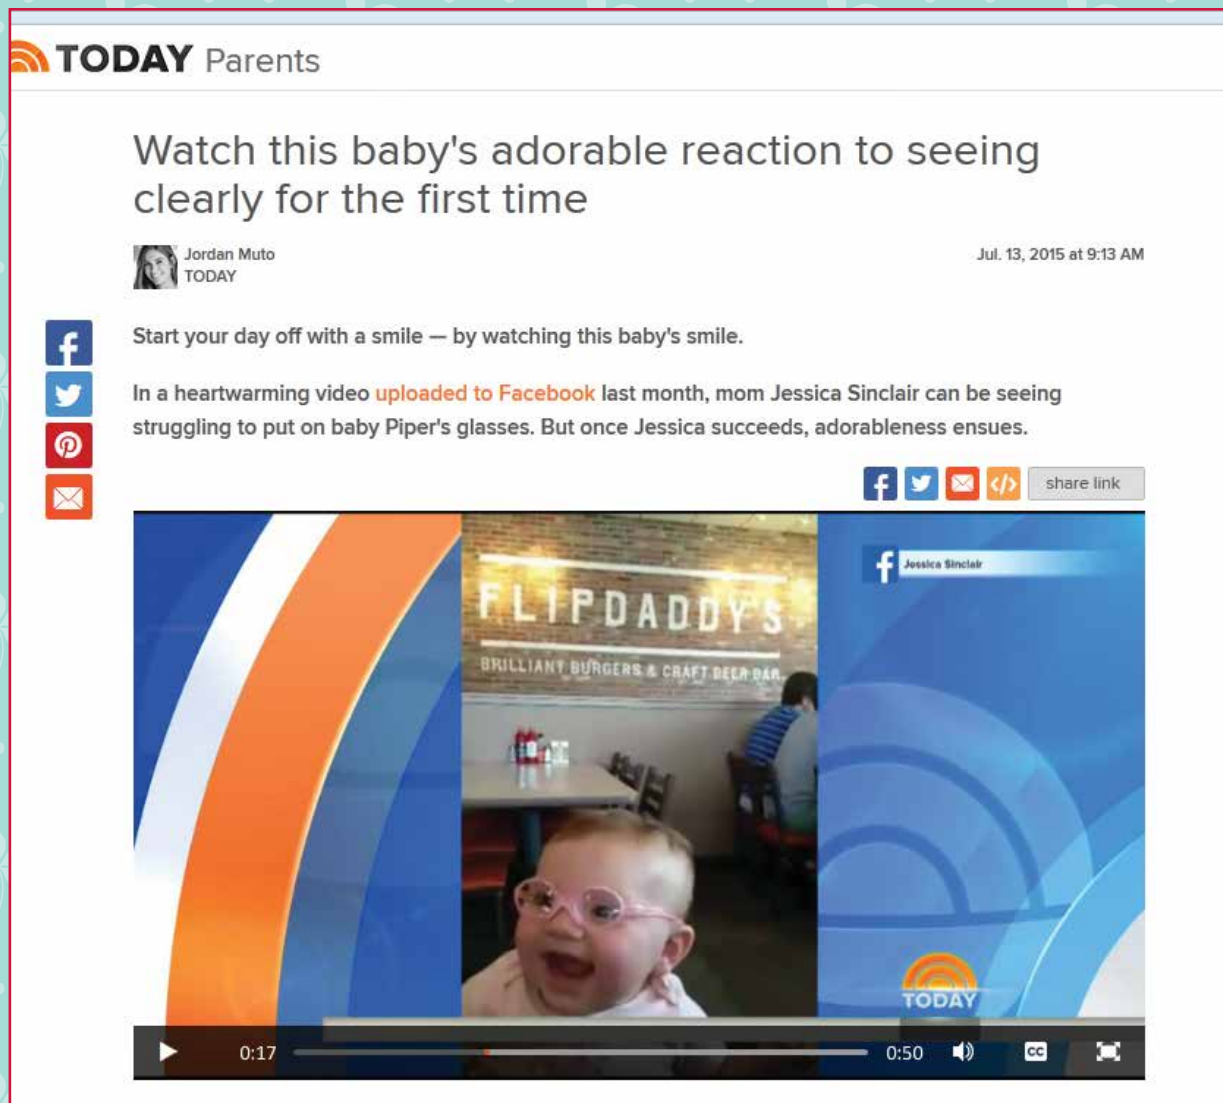 TODAY Parents
Watch this baby's adorable reaction to seeing
clearly for the first time
Jordan Muto
TODAY
Jul. 13, 2015 at 9:13 AM
Start your day off with a smile — by watching this baby's smile.
In a heartwarming video uploaded to Facebook last month, mom Jessica Sinclair can be seeing
struggling to put on baby Piper's glasses. But once Jessica succeeds, adorableness ensues.
share link
Jessica Sinclair
FLIPDADDY'S
BRILLIANT BURGERS & CRAFT BEER BAR
TODAY
0:17
0:50
CC